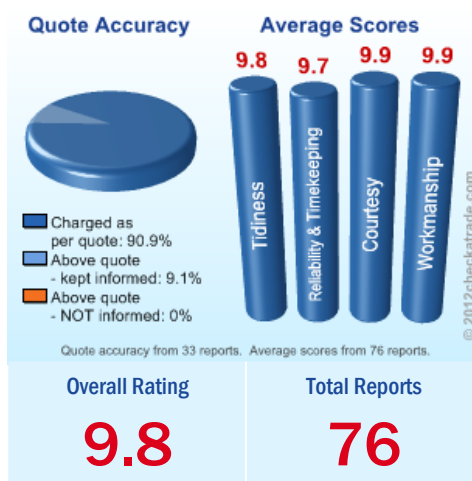 Quote Accuracy
Charged as
per quote: 90.9%
Above quote
- kept informed: 9.1%
Above quote
- NOT informed: 0%
Average Scores
9.8
9.7
9.9
9.9
Tidiness
Reliability & Timekeeping
Courtesy
Workmanship
© 2012checkatrade.com
Quote accuracy from 33 reports. Average scores from 76 reports.
Overall Rating
9.8
Total Reports
76